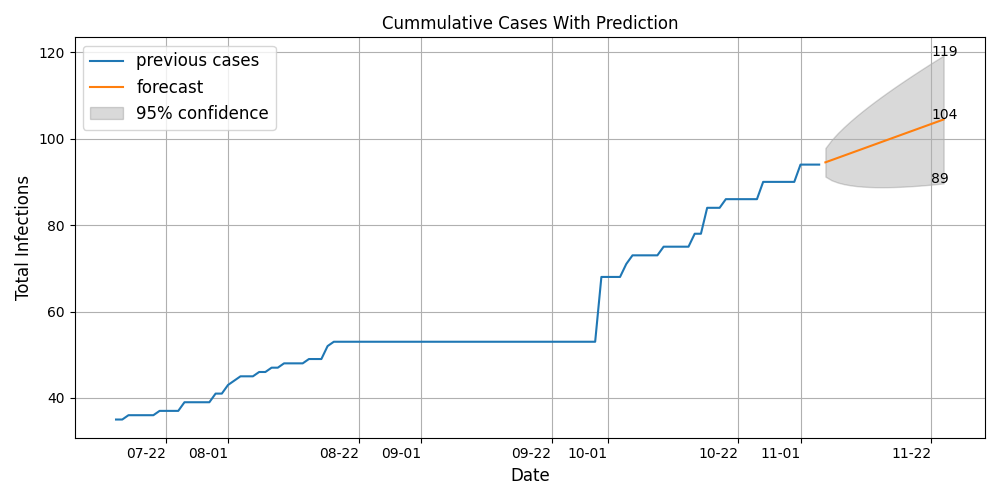 Cummulative Cases With Prediction
previous cases
forecast
95% confidence
119
104
89
120
100
80
60
40
Total Infections
07-22 08-01 08-22 09-01 09-22 10-01 10-22 11-01 11-22
Date